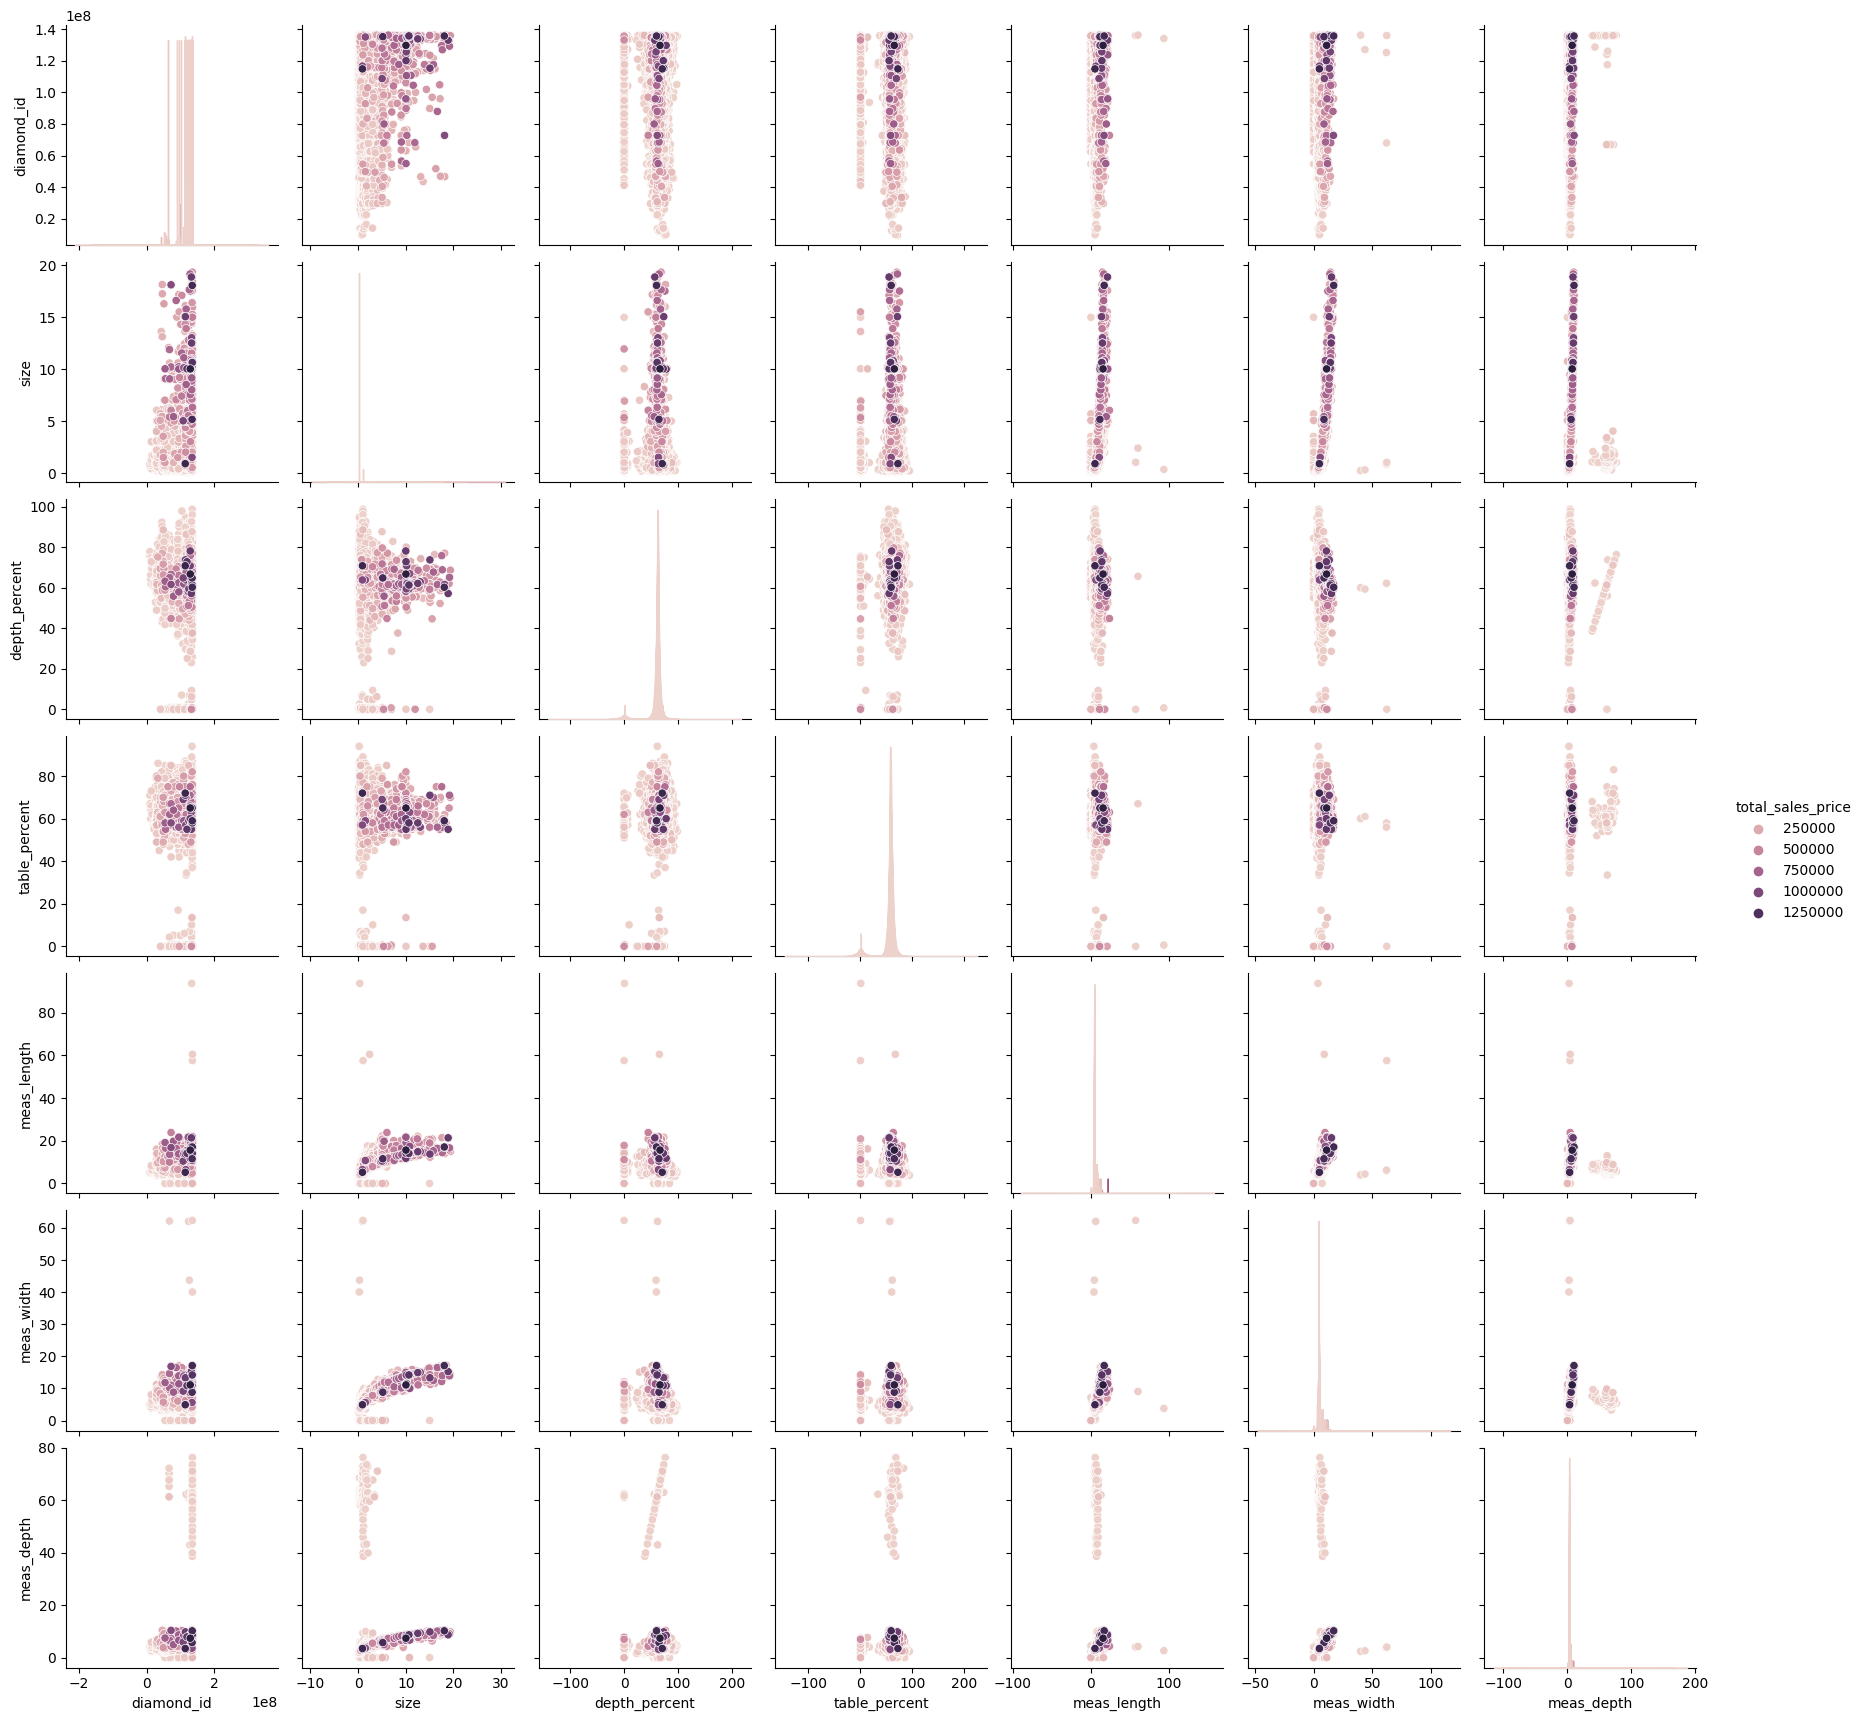 1e8
1.4
1.2
1.0
0.8
0.6
0.4
0.2
diamond_id
20
15
10
5
0
size
100
80
60
40
20
0
depth_percent
80
60
40
20
0
table_percent
80
60
40
20
0
meas_length
60
50
40
30
20
10
0
meas_width
80
60
40
20
0
meas_depth
−2 0 2
1e8
diamond_id
−10 0 10 20 30
size
−100 0 100 200
depth_percent
−100 0 100 200
table_percent
−100 0 100
meas_length
−50 0 50 100
meas_width
−100 0 100 200
meas_depth
total_sales_price
250000
500000
750000
1000000
1250000